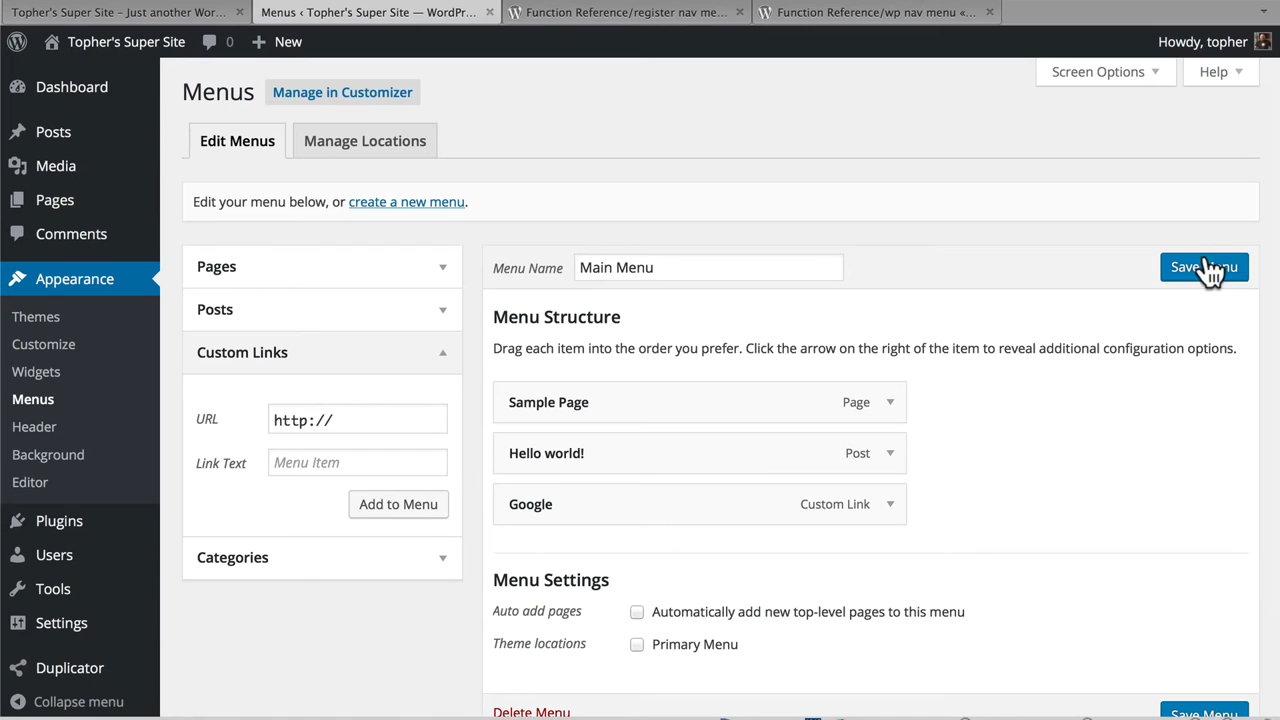 Topher's Super Site – Just another Wor...
Menus ‹ Topher's Super Site — WordPr...
Function Reference/register nav me...
Function Reference/wp nav menu «...
Topher's Super Site
0
New
Howdy, topher
Dashboard
Posts
Media
Pages
Comments
Appearance
Themes
Customize
Widgets
Menus
Header
Background
Editor
Plugins
Users
Tools
Settings
Duplicator
Collapse menu
Screen Options
Help
Menus
Manage in Customizer
Edit Menus
Manage Locations
Edit your menu below, or create a new menu.
Pages
Posts
Custom Links
URL
http://
Link Text
Menu Item
Add to Menu
Categories
Menu Name
Main Menu
Save Menu
Menu Structure
Drag each item into the order you prefer. Click the arrow on the right of the item to reveal additional configuration options.
Sample Page
Page
Hello world!
Post
Google
Custom Link
Menu Settings
Auto add pages
Automatically add new top-level pages to this menu
Theme locations
Primary Menu
Delete Menu
Save Menu